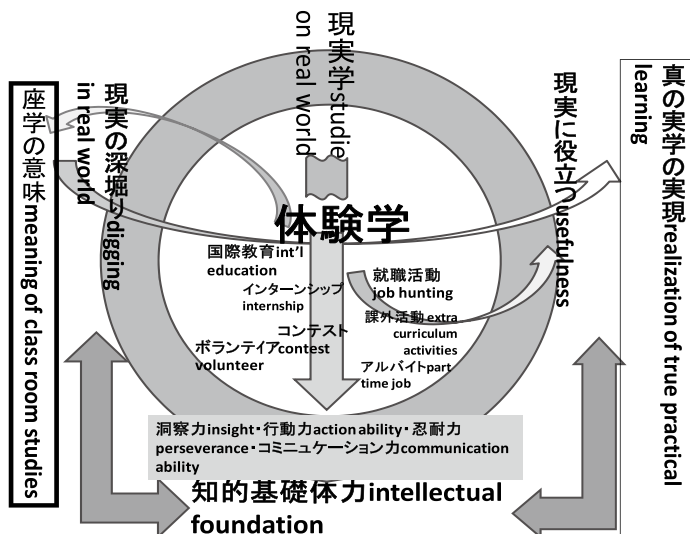 座学の意味meaning of class room studies
現実の深堀りdigging
in real world
現実学studie
on real world
現実に役立つusefulness
真の実学の実現realization of true practical
learning
体験学
国際教育int'l
education
インターンシップ
internship
コンテスト
contest
ボランティア
volunteer
就職活動
job hunting
課外活動extra
curriculum
activities
アルバイトpart
time job
洞察力insight・行動力action ability・忍耐力
perseverance・コミニュケーション力communication
ability
知的基礎体力intellectual
foundation